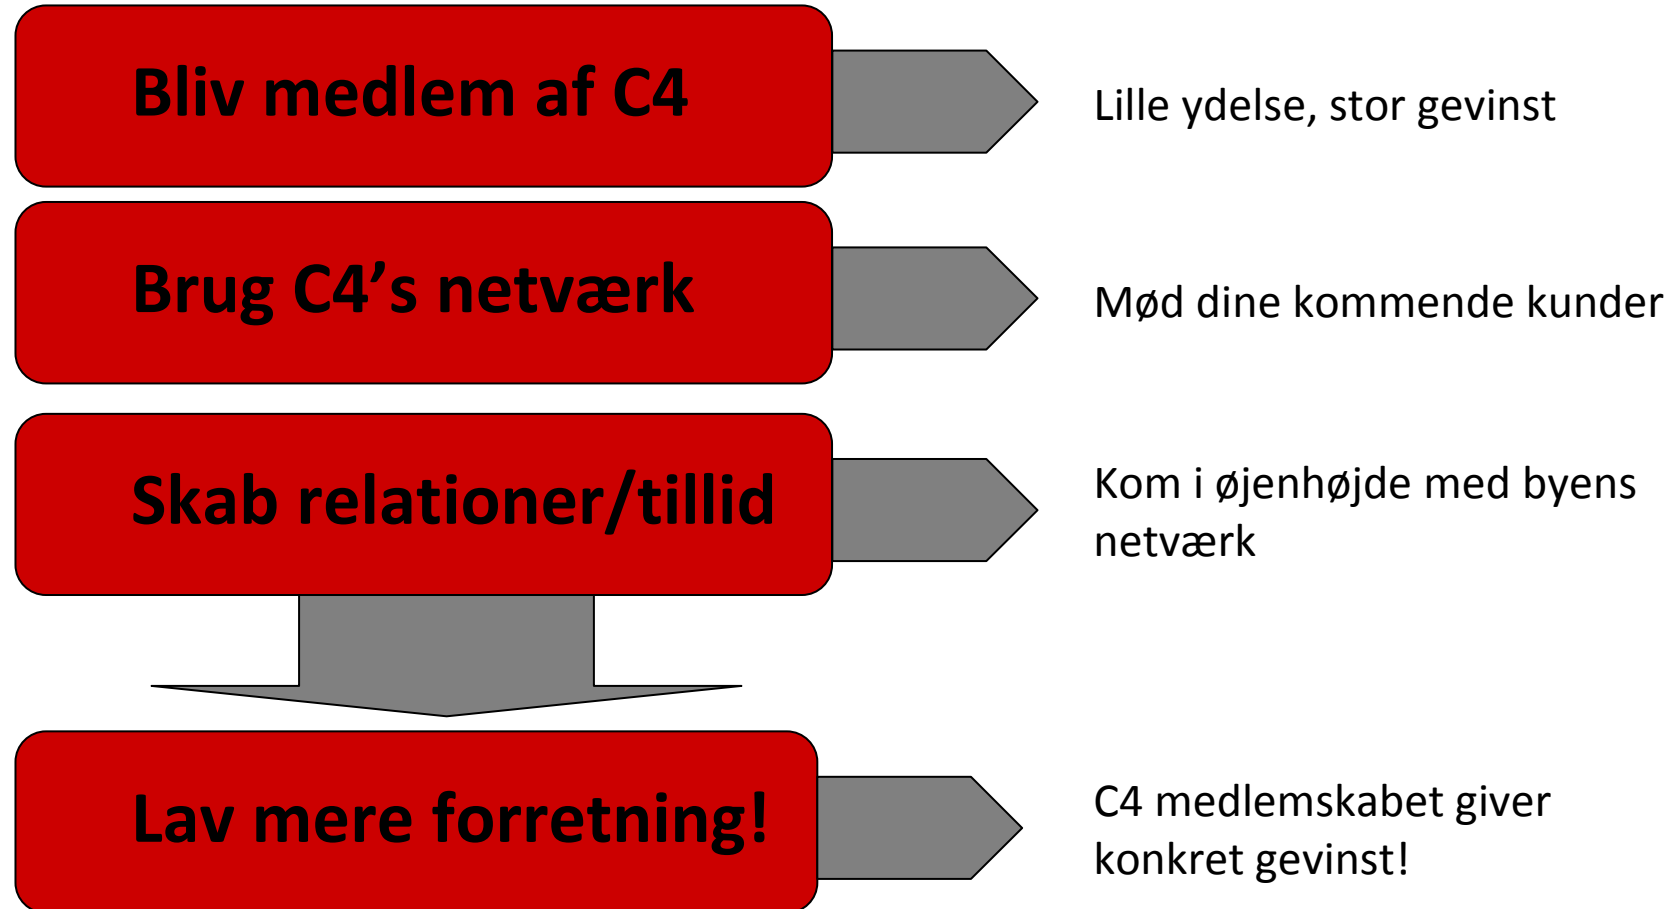 Bliv medlem af C4
Lille ydelse, stor gevinst
Brug C4’s netværk
Mød dine kommende kunder
Skab relationer/tillid
Kom i øjenhøjde med byens
netværk
Lav mere forretning!
C4 medlemskabet giver
konkret gevinst!